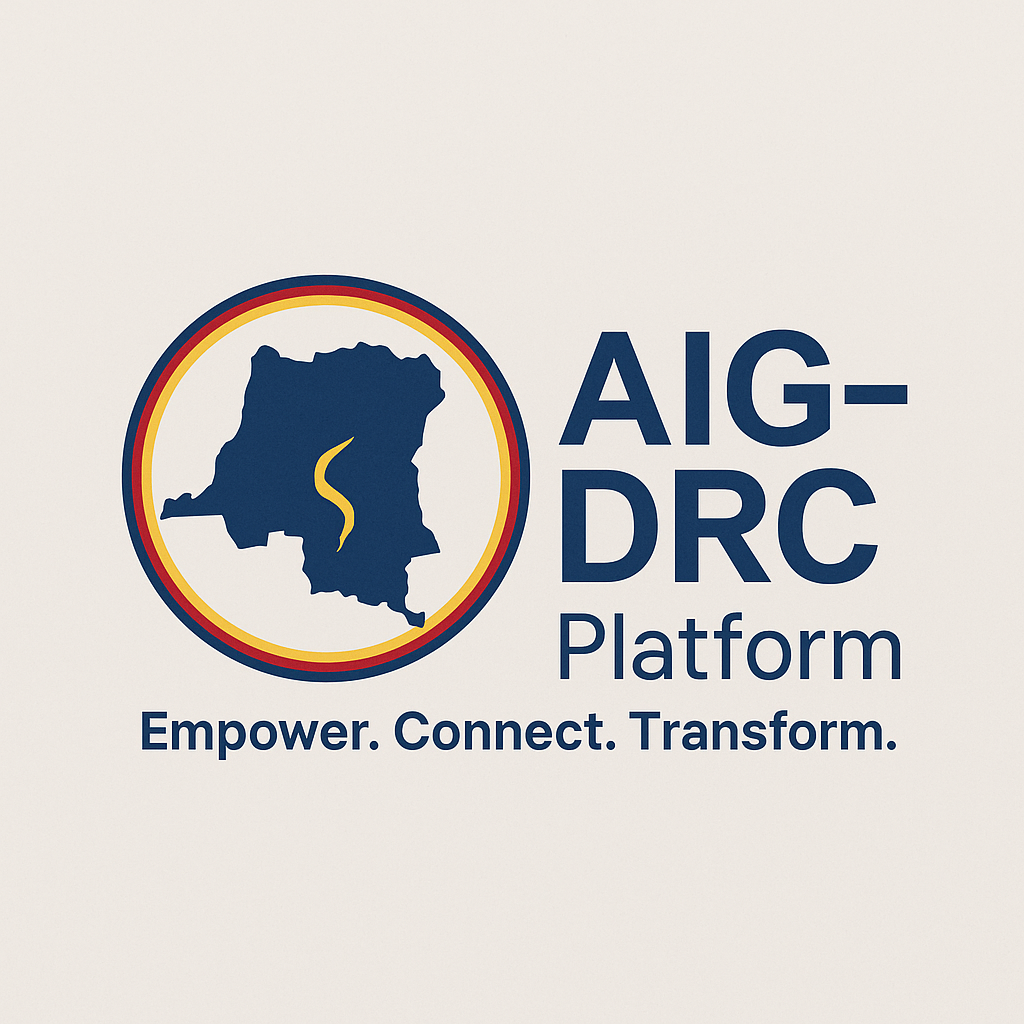 AIG–
DRC
Platform
Empower. Connect. Transform.